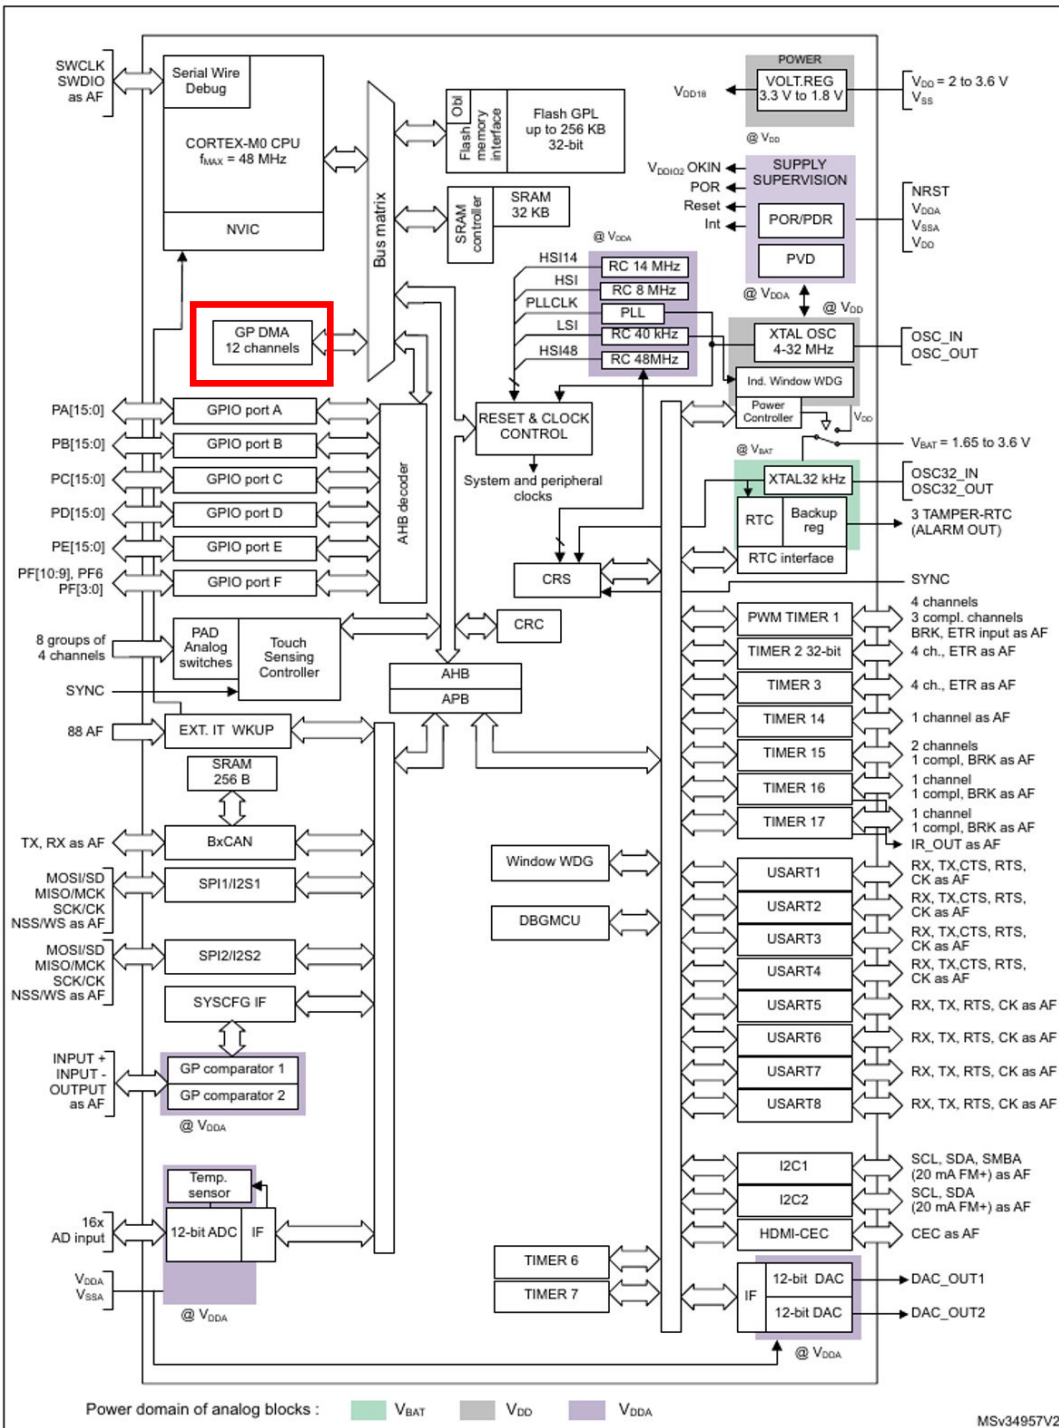 SWCLK
SWDIO
as AF
Serial Wire
Debug
CORTEX-M0 CPU
fMAX = 48 MHz
NVIC
Bus matrix
Obl
Flash
memory
interface
Flash GPL
up to 256 KB
32-bit
SRAM
controller
SRAM
32 KB
POWER
VOLT.REG
3.3 V to 1.8 V
VDD18
VDD = 2 to 3.6 V
VSS
@ VDD
SUPPLY
SUPERVISION
VDDIO2 OKIN
POR
Reset
Int
POR/PDR
PVD
NRST
VDDA
VSSA
VDD
@ VDDA
@ VDD
@ VDDA
HSI14
HSI
PLLCLK
LSI
HSI48
RC 14 MHz
RC 8 MHz
PLL
RC 40 kHz
RC 48MHz
XTAL OSC
4-32 MHz
OSC_IN
OSC_OUT
Ind. Window WDG
Power
Controller
VDD
VBAT = 1.65 to 3.6 V
@ VBAT
GP DMA
12 channels
PA[15:0]
GPIO port A
PB[15:0]
GPIO port B
PC[15:0]
GPIO port C
PD[15:0]
GPIO port D
PE[15:0]
GPIO port E
PF[10:9], PF6
PF[3:0]
GPIO port F
AHB decoder
RESET & CLOCK
CONTROL
System and peripheral
clocks
XTAL32 kHz
OSC32_IN
OSC32_OUT
RTC
Backup
reg
3 TAMPER-RTC
(ALARM OUT)
RTC interface
CRS
SYNC
8 groups of
4 channels
PAD
Analog
switches
Touch
Sensing
Controller
SYNC
CRC
AHB
APB
PWM TIMER 1
4 channels
3 compl. channels
BRK, ETR input as AF
TIMER 2 32-bit
4 ch., ETR as AF
TIMER 3
4 ch., ETR as AF
TIMER 14
1 channel as AF
TIMER 15
2 channels
1 compl, BRK as AF
TIMER 16
1 channel
1 compl, BRK as AF
TIMER 17
1 channel
1 compl, BRK as AF
IR_OUT as AF
88 AF
EXT. IT  WKUP
SRAM
256 B
TX, RX as AF
BxCAN
MOSI/SD
MISO/MCK
SCK/CK
NSS/WS as AF
SPI1/I2S1
MOSI/SD
MISO/MCK
SCK/CK
NSS/WS as AF
SPI2/I2S2
SYSCFG IF
INPUT +
INPUT -
OUTPUT
as AF
GP comparator 1
GP comparator 2
@ VDDA
Window WDG
DBGMCU
USART1
RX, TX,CTS, RTS,
CK as AF
USART2
RX, TX,CTS, RTS,
CK as AF
USART3
RX, TX,CTS, RTS,
CK as AF
USART4
RX, TX,CTS, RTS,
CK as AF
USART5
RX, TX, RTS, CK as AF
USART6
RX, TX, RTS, CK as AF
USART7
RX, TX, RTS, CK as AF
USART8
RX, TX, RTS, CK as AF
Temp.
sensor
16x
AD input
12-bit ADC
IF
VDDA
VSSA
@ VDDA
I2C1
SCL, SDA, SMBA
(20 mA FM+) as AF
I2C2
SCL, SDA
(20 mA FM+) as AF
HDMI-CEC
CEC as AF
TIMER 6
TIMER 7
IF
12-bit DAC
DAC_OUT1
12-bit DAC
DAC_OUT2
@ VDDA
Power domain of analog blocks :
VBAT
VDD
VDDA
MSv34957V2